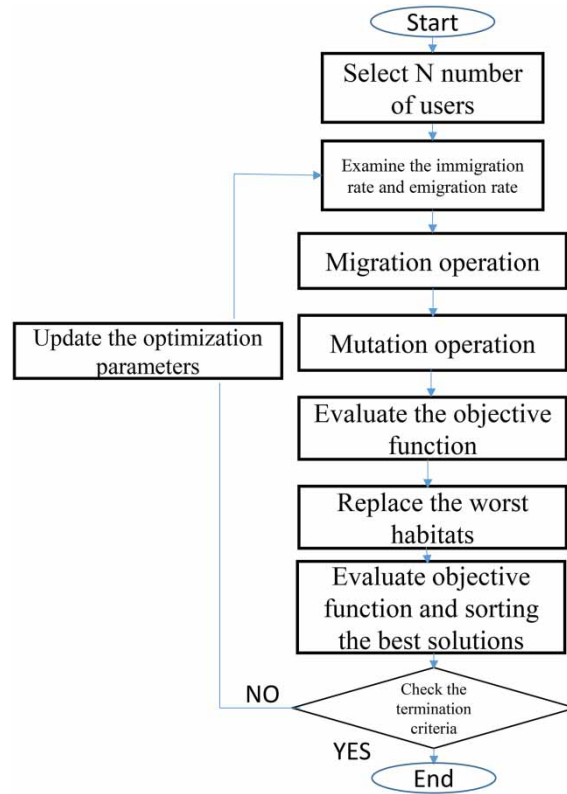 Start
Select N number
of users
Examine the immigration
rate and emigration rate
Migration operation
Update the optimization
parameters
Mutation operation
Evaluate the objective
function
Replace the worst
habitats
Evaluate objective
function and sorting
the best solutions
NO
Check the
termination
criteria
YES
End